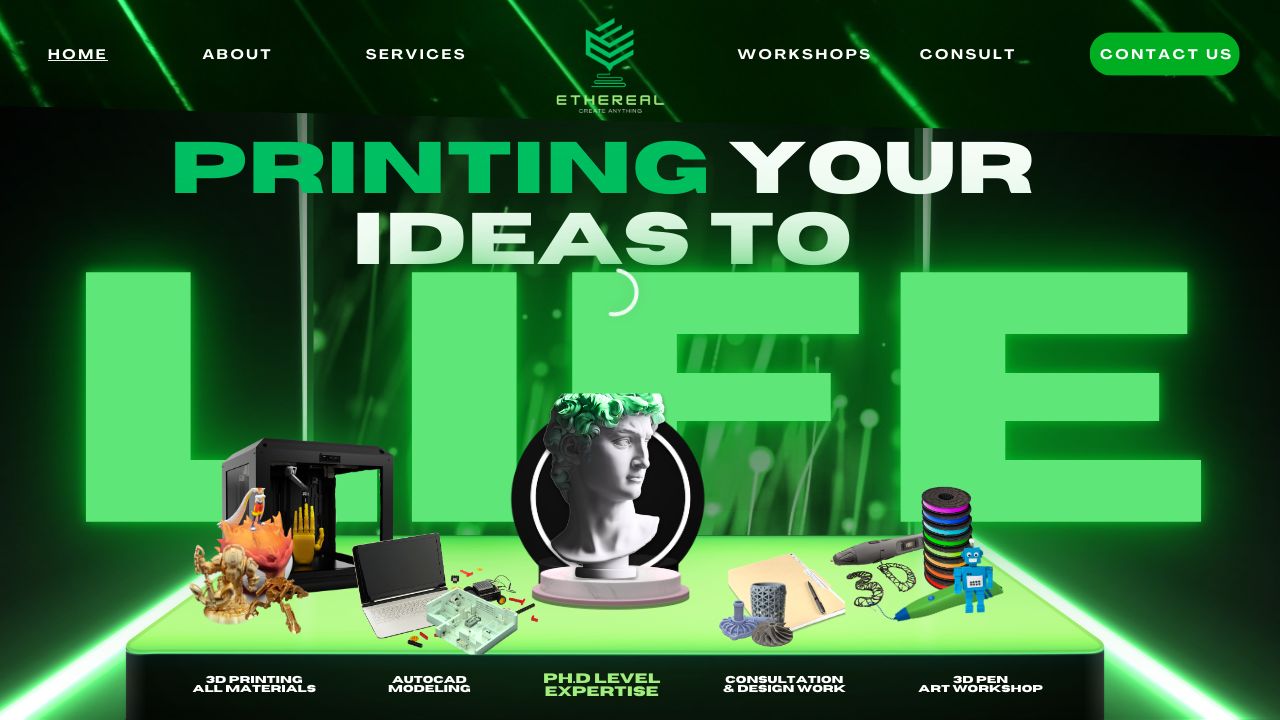 HOME
ABOUT
SERVICES
ETHEREAL
CREATE ANYTHING
WORKSHOPS
CONSULT
CONTACT US
PRINTING YOUR
IDEAS TO
LIFE
3D
3D PRINTING
ALL MATERIALS
AUTOCAD
MODELING
PH.D LEVEL
EXPERTISE
CONSULTATION
& DESIGN WORK
3D PEN
ART WORKSHOP